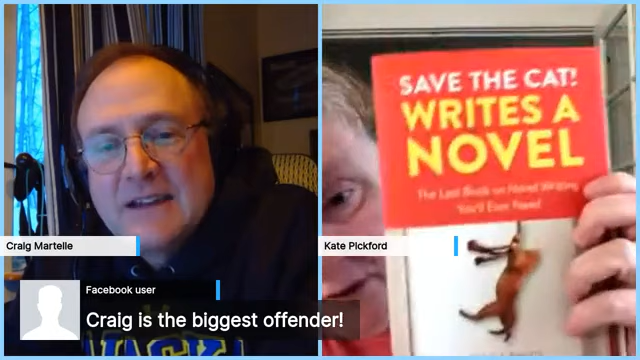 SAVE THE CAT!
WRITES A
NOVEL
The Last Book on Novel Writing
You'll Ever Need
Craig Martelle
Kate Pickford
Facebook user
Craig is the biggest offender!